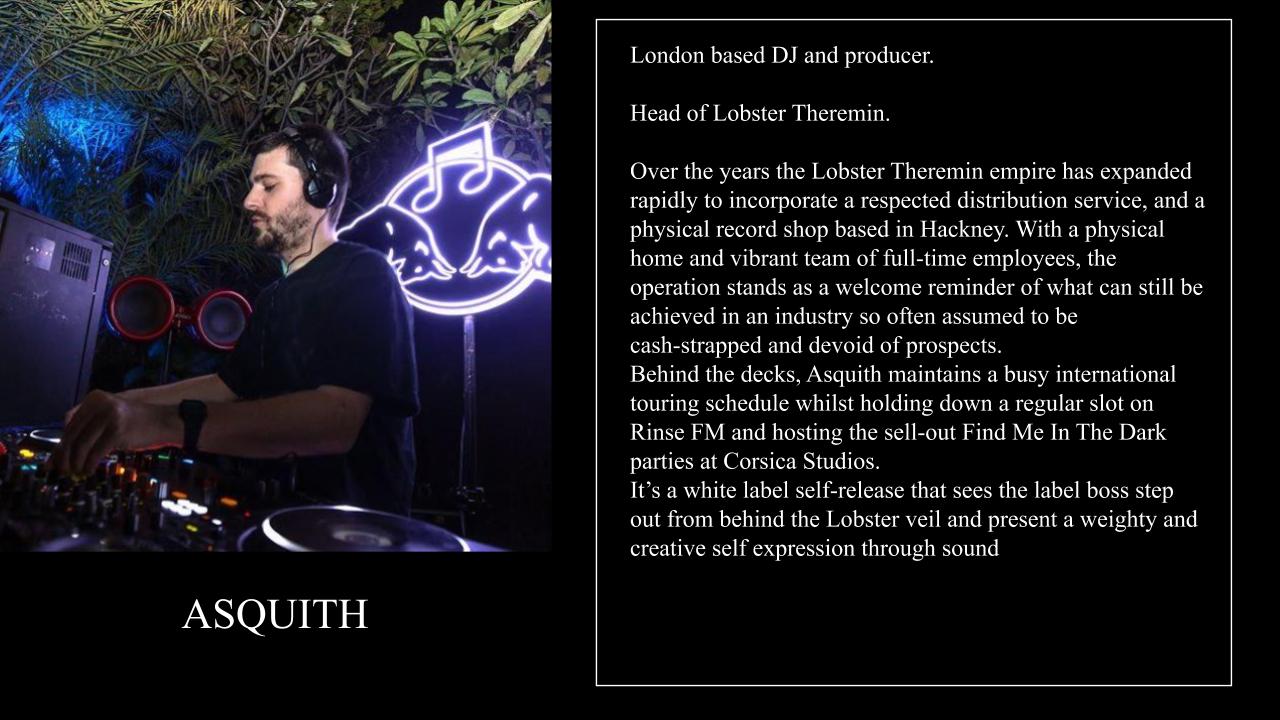 London based DJ and producer.
Head of Lobster Theremin.
Over the years the Lobster Theremin empire has expanded
rapidly to incorporate a respected distribution service, and a
physical record shop based in Hackney. With a physical
home and vibrant team of full-time employees, the
operation stands as a welcome reminder of what can still be
achieved in an industry so often assumed to be
cash-strapped and devoid of prospects.
Behind the decks, Asquith maintains a busy international
touring schedule whilst holding down a regular slot on
Rinse FM and hosting the sell-out Find Me In The Dark
parties at Corsica Studios.
It’s a white label self-release that sees the label boss step
out from behind the Lobster veil and present a weighty and
creative self expression through sound
ASQUITH